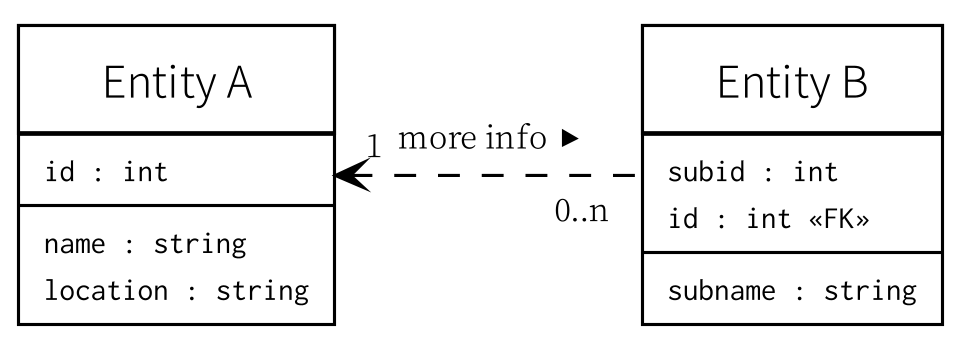 Entity A
id : int
name : string
location : string
1 more info ▶
0..n
Entity B
subid : int
id : int «FK»
subname : string